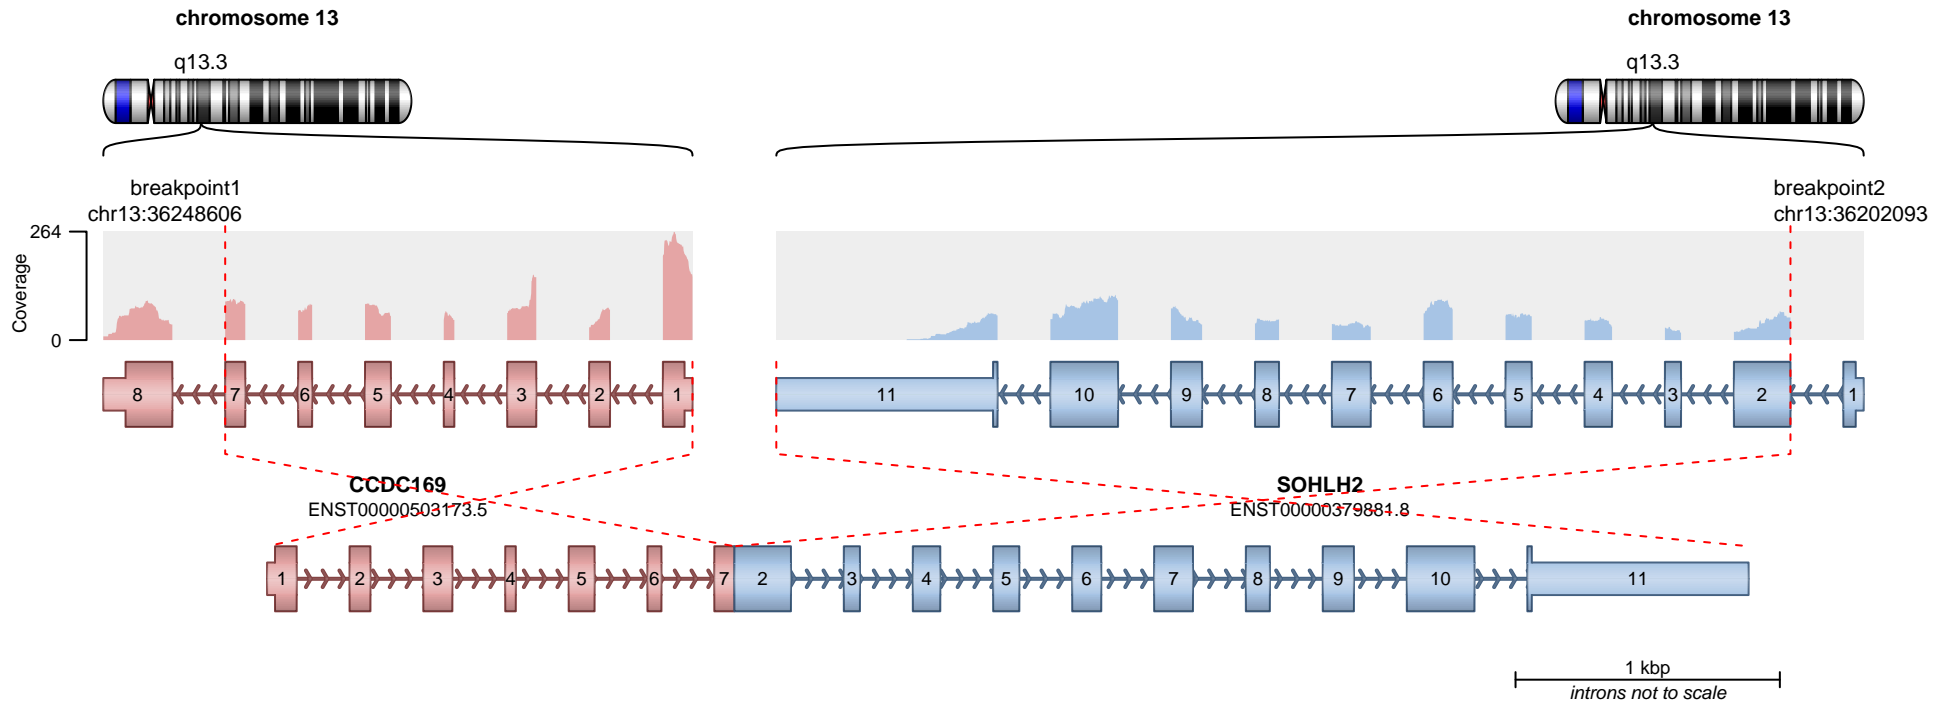 chromosome 13
chromosome 13
q13.3
q13.3
breakpoint1
chr13:36248606
breakpoint2
chr13:36202093
264
0
Coverage
8 7 6 5 4 3 2 1
11 10 9 8 7 6 5 4 3 2 1
CCDC169
ENST00000503173.5
SOHLH2
ENST00000379881.8
1 2 3 4 5 6 7 2 3 4 5 6 7 8 9 10 11
1 kbp
introns not to scale